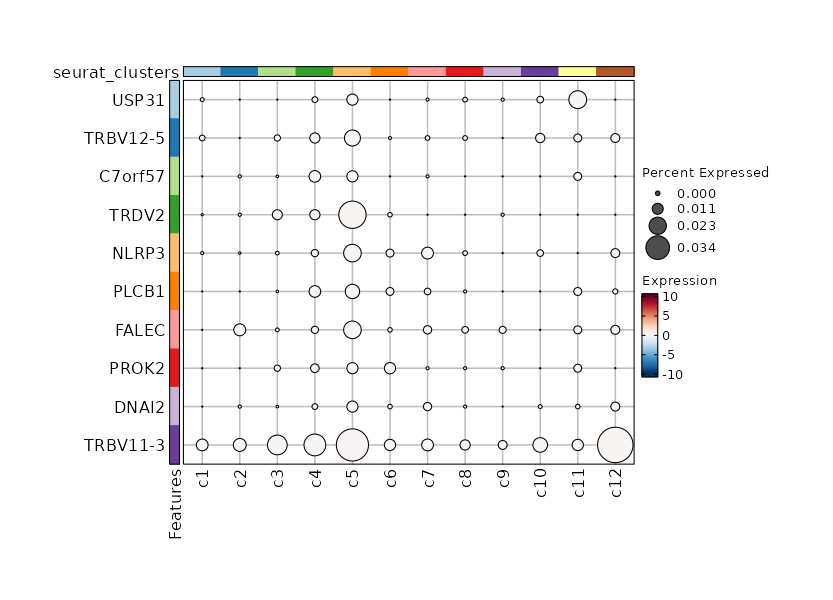 seurat_clusters
USP31
TRBV12-5
C7orf57
TRDV2
NLRP3
PLCB1
FALEC
PROK2
DNAI2
TRBV11-3
Features
c1
c2
c3
c4
c5
c6
c7
c8
c9
c10
c11
c12
Percent Expressed
0.000
0.011
0.023
0.034
Expression
10
5
0
-5
-10